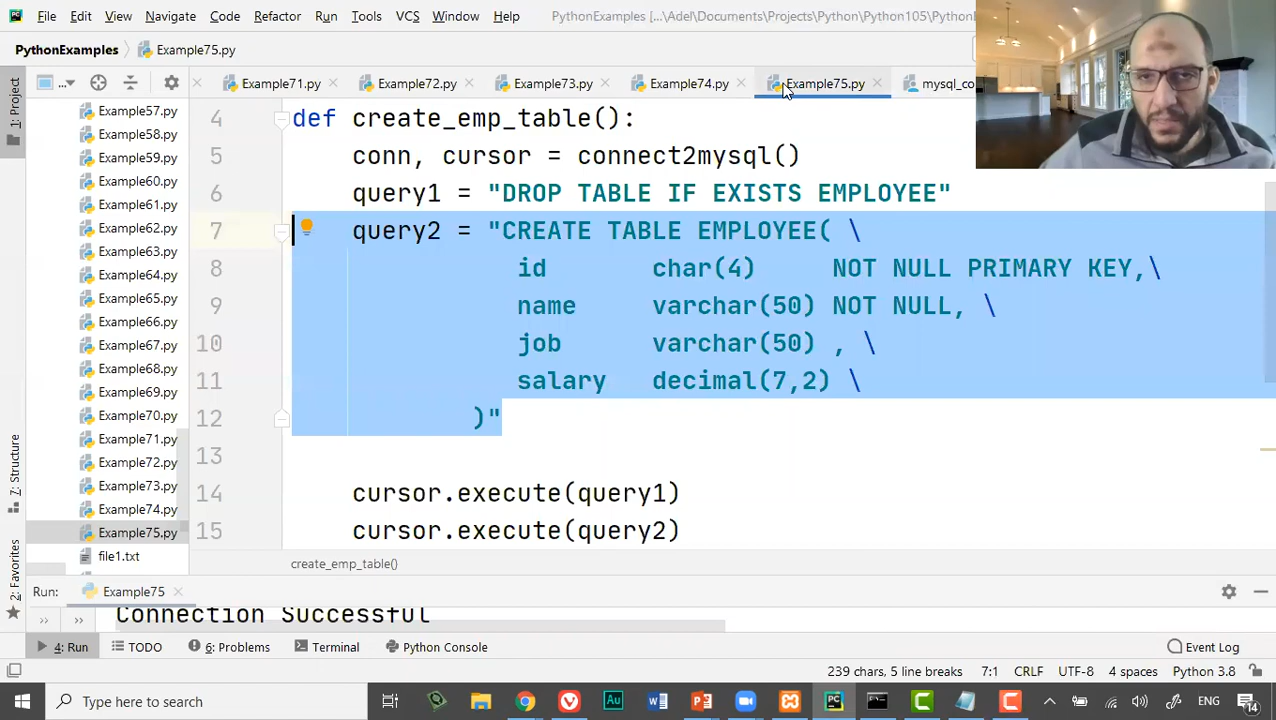 File Edit View Navigate Code Refactor Run Tools VCS Window Help PythonExamples [...\Adel\Documents\Projects\Python\Python105\
PythonExamples Example75.py
1: Project
Example71.py Example72.py Example73.py Example74.py Example75.py
Example57.py
Example58.py
Example59.py
Example60.py
Example61.py
Example62.py
Example63.py
Example64.py
Example65.py
Example66.py
Example67.py
Example68.py
Example69.py
Example70.py
Example71.py
Example72.py
Example73.py
Example74.py
Example75.py
file1.txt
4 def create_emp_table():
5 conn, cursor = connect2mysql()
6 query1 = "DROP TABLE IF EXISTS EMPLOYEE"
7 query2 = "CREATE TABLE EMPLOYEE( \
8 id char(4) NOT NULL PRIMARY KEY,\
9 name varchar(50) NOT NULL, \
10 job varchar(50) , \
11 salary decimal(7,2) \
12 )"
13
14 cursor.execute(query1)
15 cursor.execute(query2)
create_emp_table()
7: Structure
2: Favorites
Run: Example75
Connection Successful
4: Run TODO 6: Problems Terminal Python Console Event Log
239 chars, 5 line breaks 7:1 CRLF UTF-8 4 spaces Python 3.8
Type here to search
ENG
14